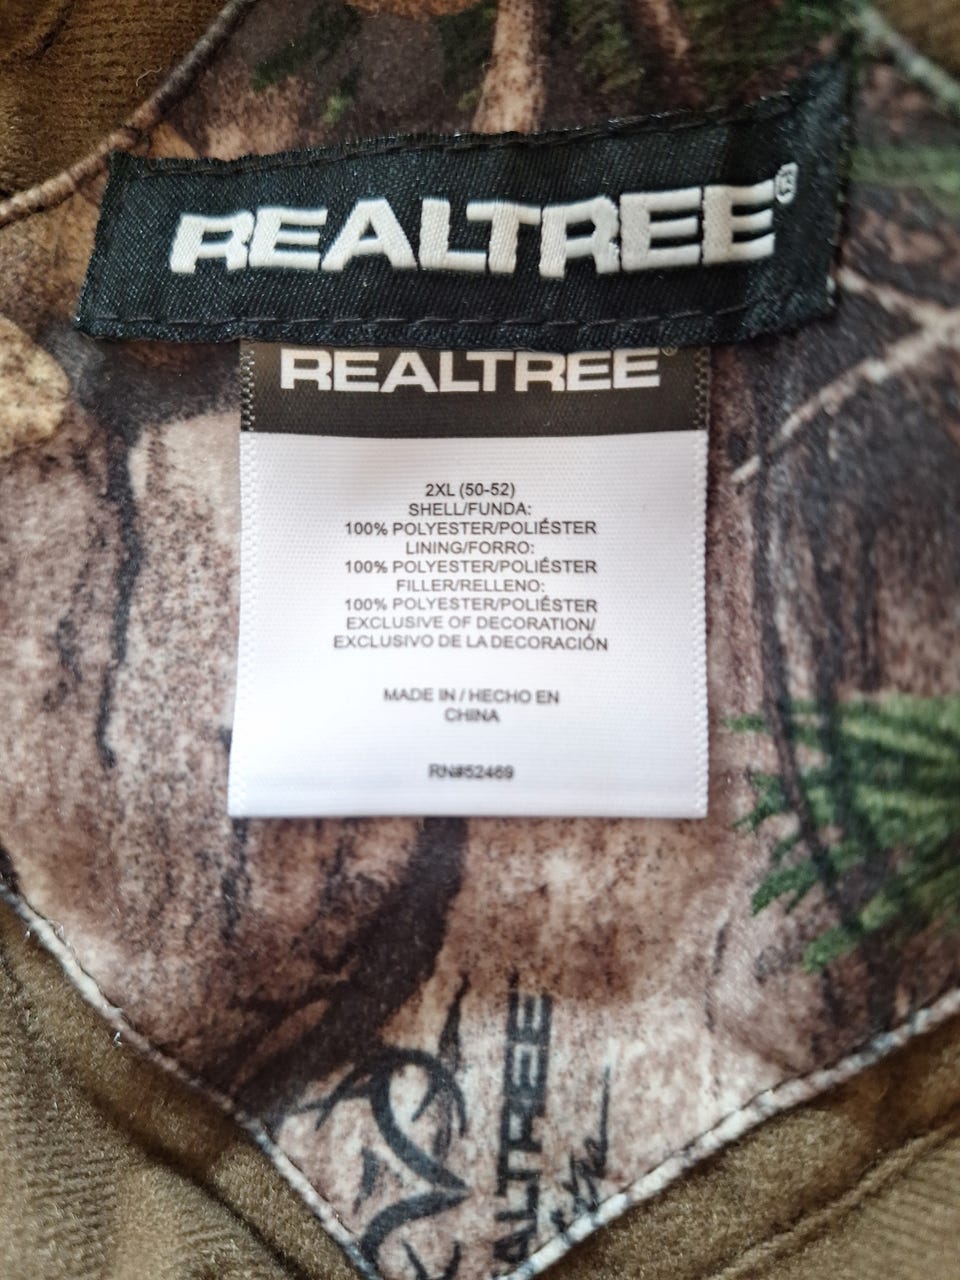 REALTREE®
REALTREE®
2XL (50-52)
SHELL/FUNDA:
100% POLYESTER/POLIÉSTER
LINING/FORRO:
100% POLYESTER/POLIÉSTER
FILLER/RELLENO:
100% POLYESTER/POLIÉSTER
EXCLUSIVE OF DECORATION/
EXCLUSIVO DE LA DECORACIÓN
MADE IN / HECHO EN
CHINA
RN#52469